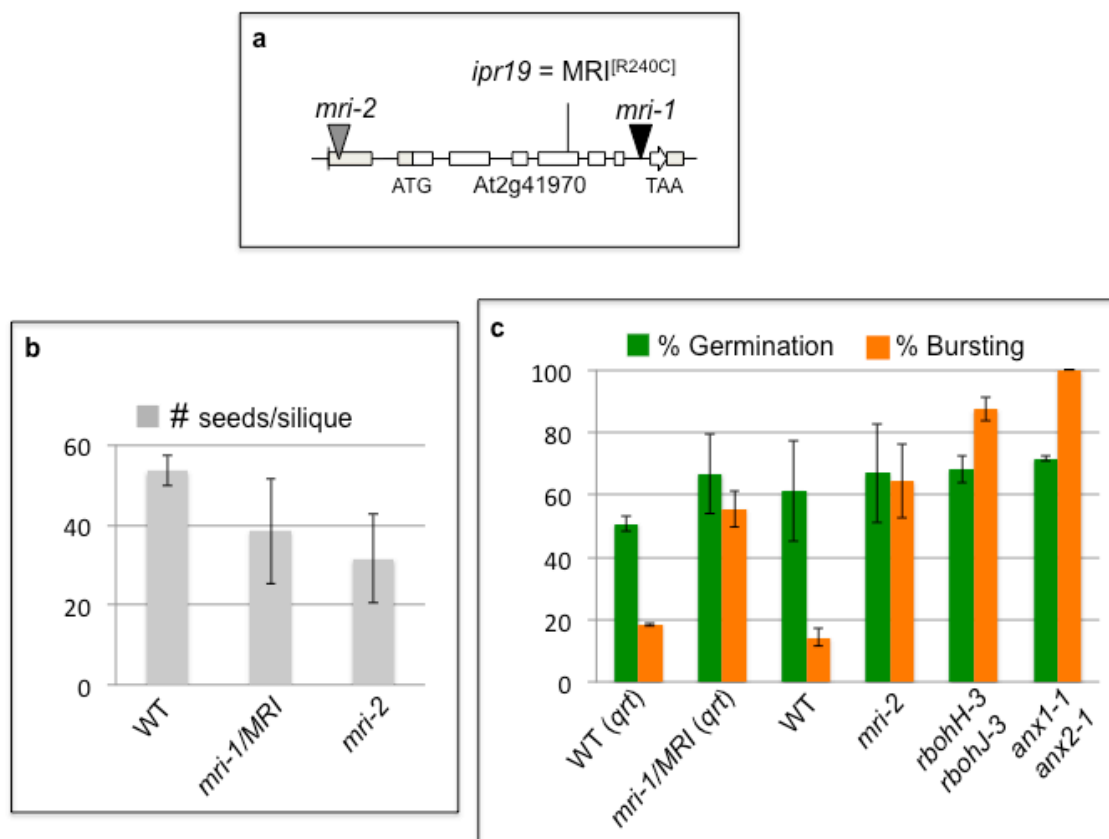 a
ipr19 = MRI[R240C]
mri-2
mri-1
ATG
At2g41970
TAA
b
# seeds/silique
60
40
20
0
WT
mri-1/MRI
mri-2
c
% Germination
% Bursting
100
80
60
40
20
0
WT (qrt)
mri-1/MRI (qrt)
WT
mri-2
rbohH-3
rbohJ-3
anx1-1
anx2-1